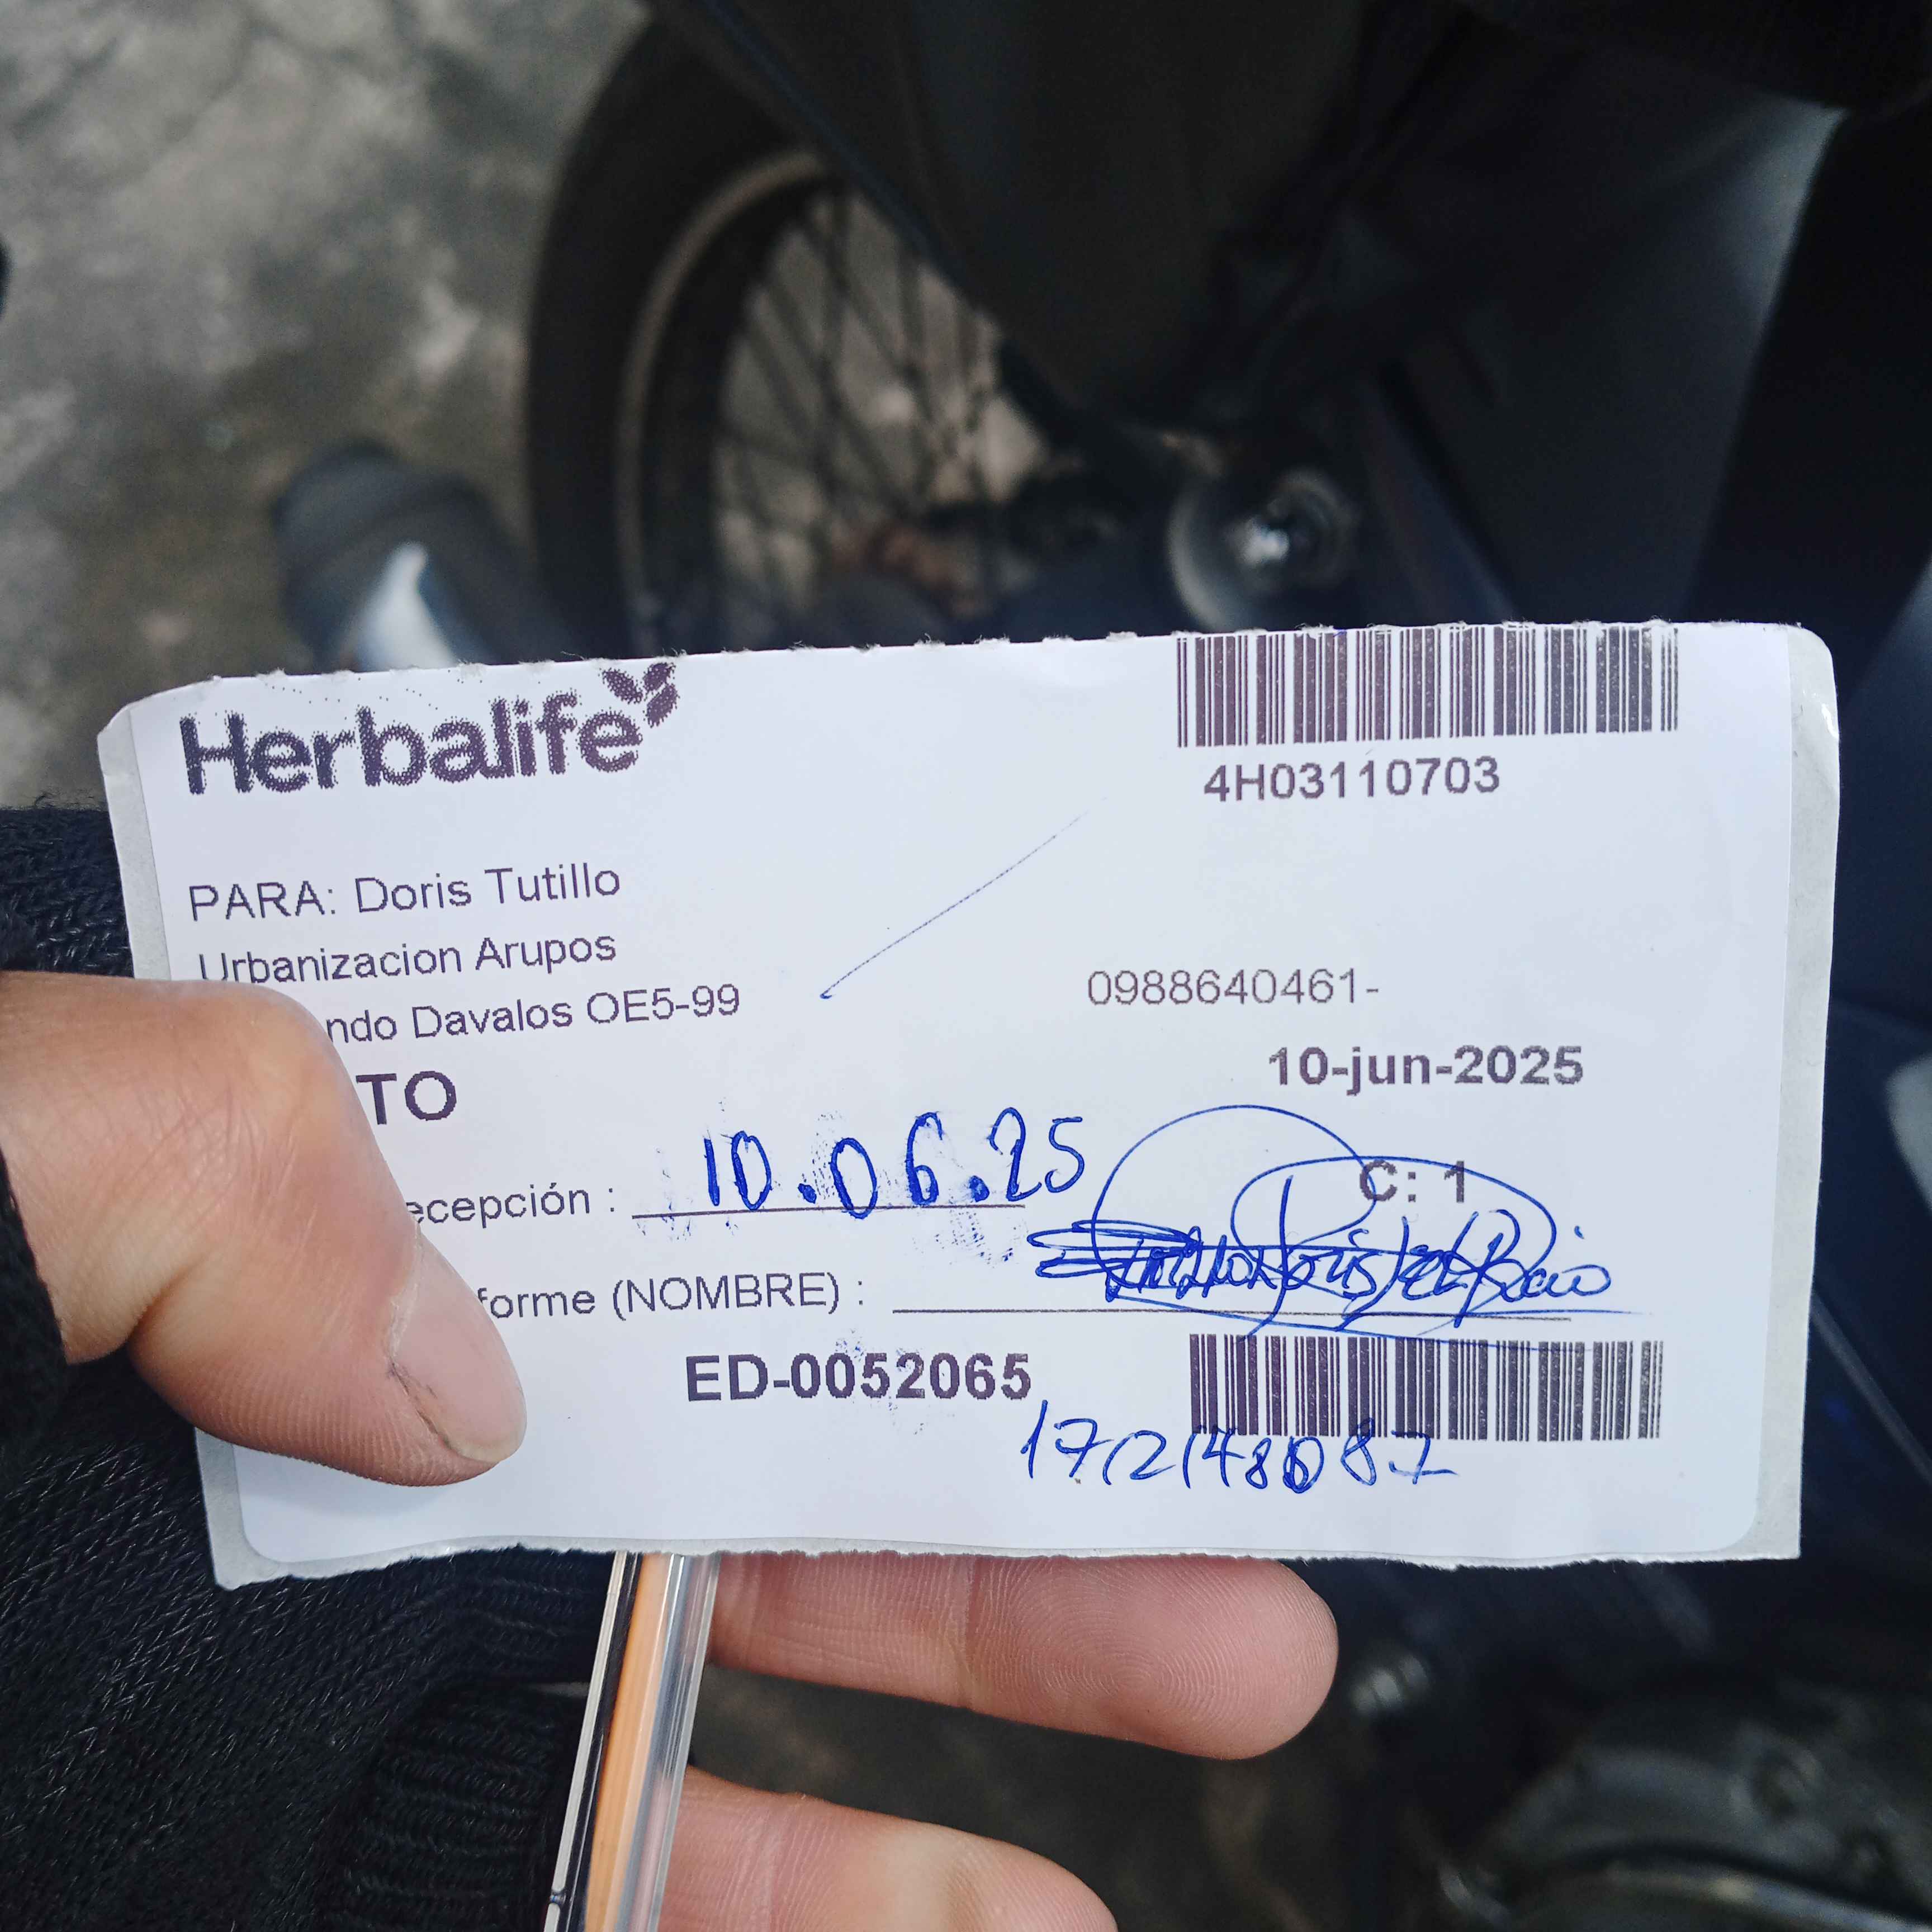 Herbalife
4H03110703
PARA: Doris Tutillo
Urbanizacion Arupos
ndo Davalos OE5-99
0988640461-
TO
10-jun-2025
ecepción : 10.06.25
C: 1
forme (NOMBRE) :
ED-0052065